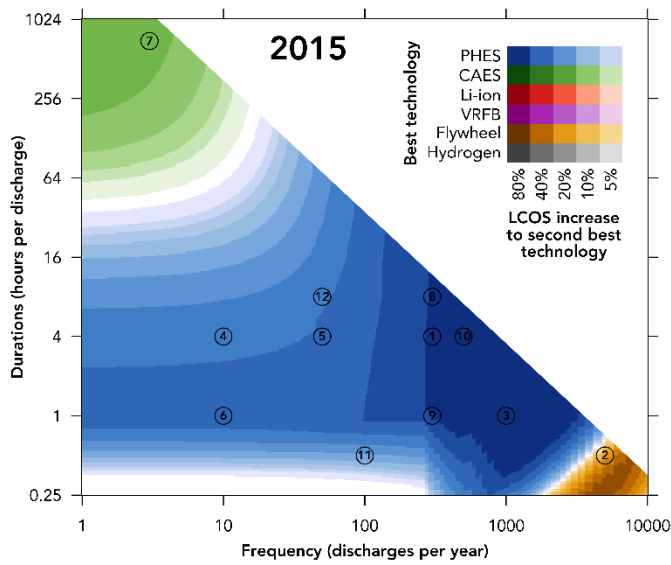 2015
Best technology
PHES
CAES
Li-ion
VRFB
Flywheel
Hydrogen
80%
40%
20%
10%
5%
LCOS increase
to second best
technology
Durations (hours per discharge)
1024
256
64
16
4
1
0.25
7
12
8
4
5
1
10
6
9
3
11
2
1
10
100
1000
10000
Frequency (discharges per year)